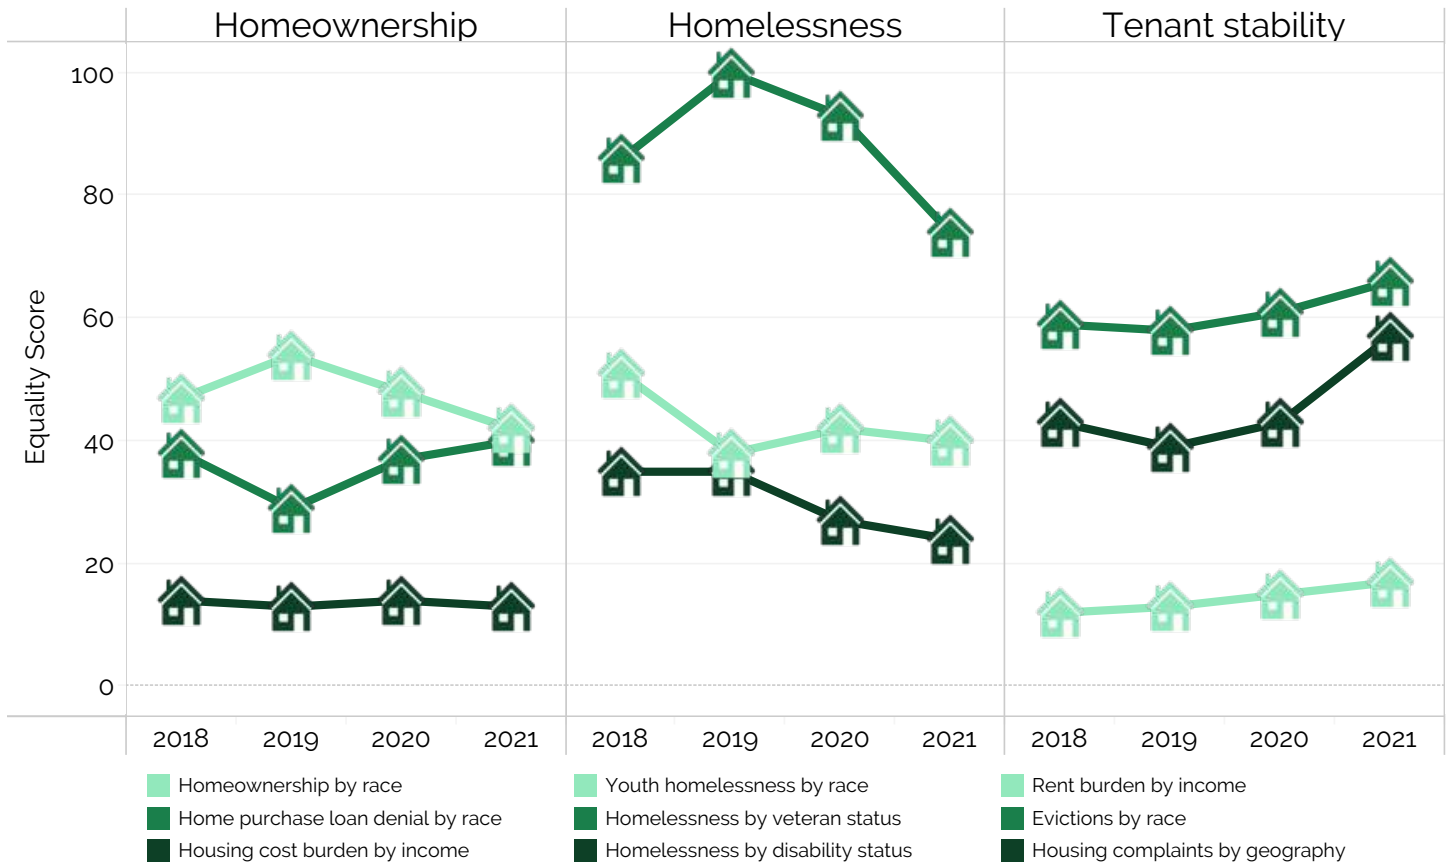 Homeownership
Homelessness
Tenant stability
Equality Score
100
80
60
40
20
0
2018 2019 2020 2021
2018 2019 2020 2021
2018 2019 2020 2021
Homeownership by race
Home purchase loan denial by race
Housing cost burden by income
Youth homelessness by race
Homelessness by veteran status
Homelessness by disability status
Rent burden by income
Evictions by race
Housing complaints by geography